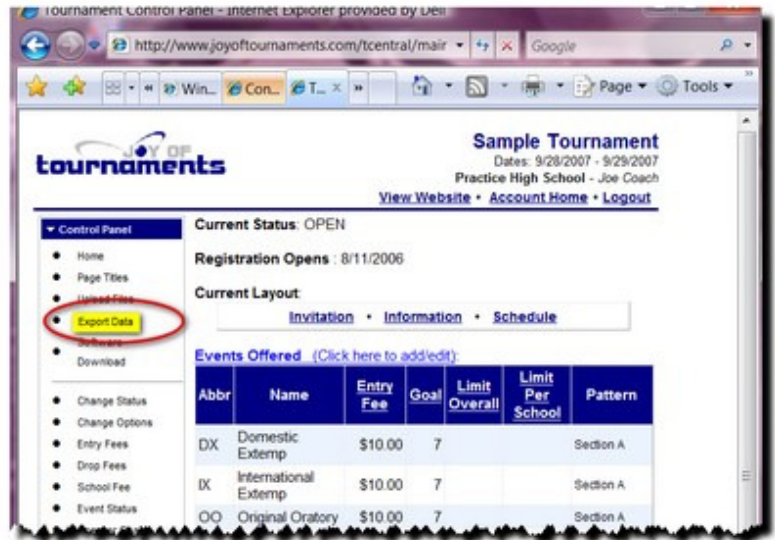 Tournament Control Panel - Internet Explorer provided by Dell
http://www.joyoftournaments.com/tcentral/mair
Google
Win...
Con...
T...
Page
Tools
JOY OF
tournaments
Sample Tournament
Dates: 9/28/2007 - 9/29/2007
Practice High School - Joe Coach
View Website • Account Home • Logout
Control Panel
Home
Page Titles
Upload Files
Export Data
Software
Download
Change Status
Change Options
Entry Fees
Drop Fees
School Fee
Event Status
Current Status: OPEN
Registration Opens : 8/11/2006
Current Layout:
Invitation • Information • Schedule
Events Offered (Click here to add/edit):
Abbr Name Entry Fee Goal Limit Overall Limit Per School Pattern
DX Domestic Extemp $10.00 7 Section A
IX International Extemp $10.00 7 Section A
OO Original Oratory $10.00 7 Section A